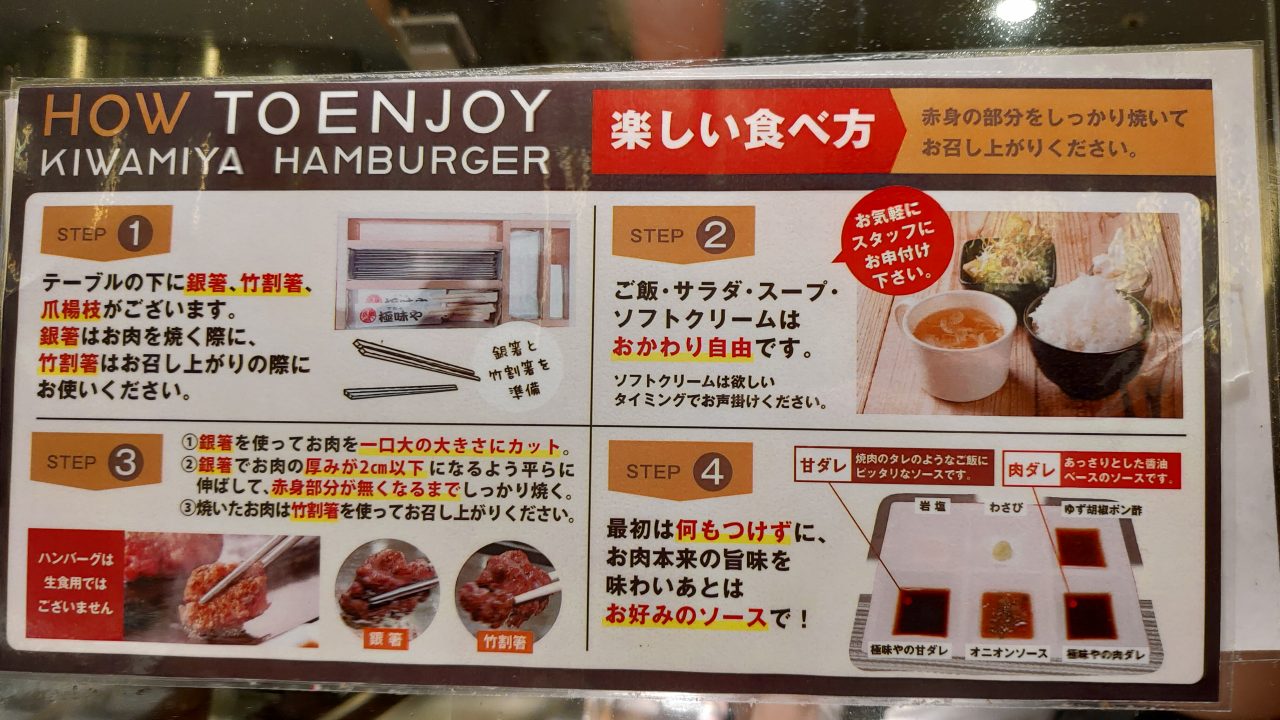 HOW TO ENJOY
KIWAMIYA HAMBURGER
楽しい食べ方
赤身の部分をしっかり焼いて
お召し上がりください。
STEP 1
テーブルの下に銀箸、竹割箸、
爪楊枝がございます。
銀箸はお肉を焼く際に、
竹割箸はお召し上がりの際に
お使いください。
極味や
銀箸と
竹割箸を
準備
STEP 2
ご飯・サラダ・スープ・
ソフトクリームは
おかわり自由です。
ソフトクリームは欲しい
タイミングでお声掛けください。
お気軽に
スタッフに
お申付け
下さい。
STEP 3
①銀箸を使ってお肉を一口大の大きさにカット。
②銀箸でお肉の厚みが2cm以下になるよう平らに
伸ばして、赤身部分が無くなるまでしっかり焼く。
③焼いたお肉は竹割箸を使ってお召し上がりください。
ハンバーグは
生食用では
ございません
銀箸
竹割箸
STEP 4
最初は何もつけずに、
お肉本来の旨味を
味わいあとは
お好みのソースで！
甘ダレ
焼肉のタレのようなご飯に
ピッタリなソースです。
肉ダレ
あっさりとした醤油
ベースのソースです。
岩塩
わさび
ゆず胡椒ポン酢
極味やの甘ダレ
オニオンソース
極味やの肉ダレ